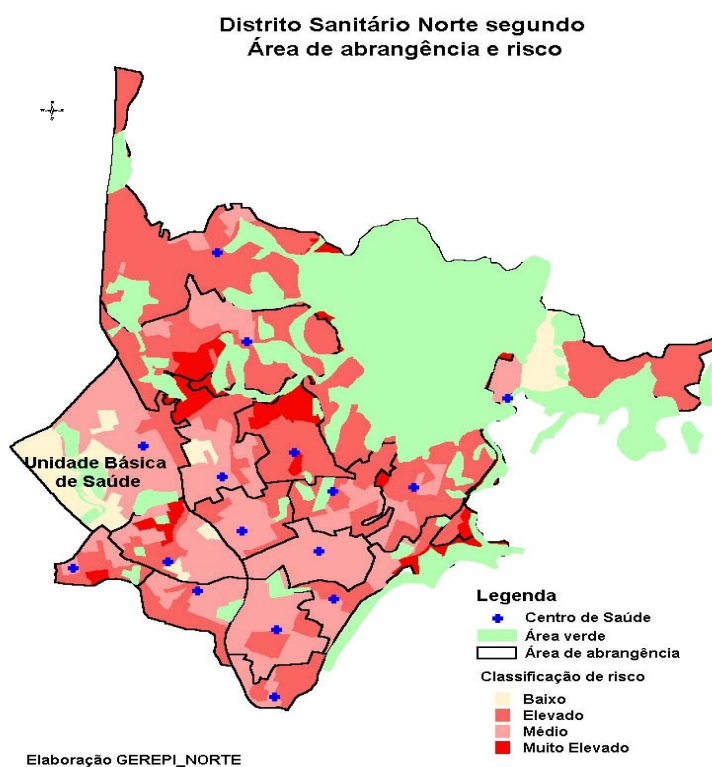 Distrito Sanitário Norte segundo
Área de abrangência e risco
Unidade Básica
de Saúde
Legenda
Centro de Saúde
Área verde
Área de abrangência
Classificação de risco
Baixo
Elevado
Médio
Muito Elevado
Elaboração GEREPI_NORTE